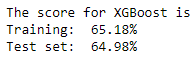 The score for XGBoost is
Training:  65.18%
Test set:  64.98%